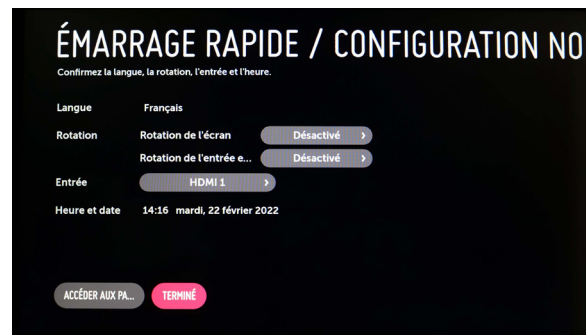 ÉMARRAGE RAPIDE / CONFIGURATION NO
Confirmez la langue, la rotation, l'entrée et l'heure.
Langue Français
Rotation Rotation de l'écran Désactivé
Rotation de l'entrée e... Désactivé
Entrée HDMI 1
Heure et date 14:16 mardi, 22 février 2022
ACCÉDER AUX PA... TERMINÉ